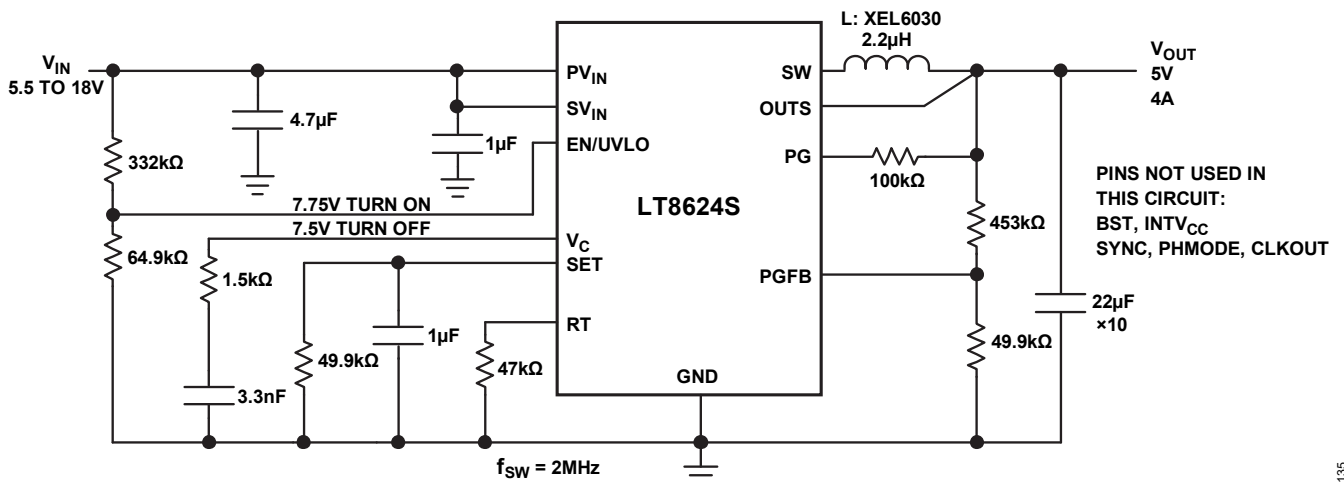 L: XEL6030
2.2µH
V_IN
5.5 TO 18V
V_OUT
5V
4A
PV_IN
SW
SV_IN
OUTS
4.7µF
1µF
EN/UVLO
PG
332kΩ
100kΩ
PINS NOT USED IN
THIS CIRCUIT:
BST, INTV_CC
SYNC, PHMODE, CLKOUT
7.75V TURN ON
7.5V TURN OFF
LT8624S
453kΩ
64.9kΩ
V_C
1.5kΩ
SET
PGFB
22µF
×10
1µF
RT
49.9kΩ
47kΩ
49.9kΩ
3.3nF
GND
f_SW = 2MHz
135